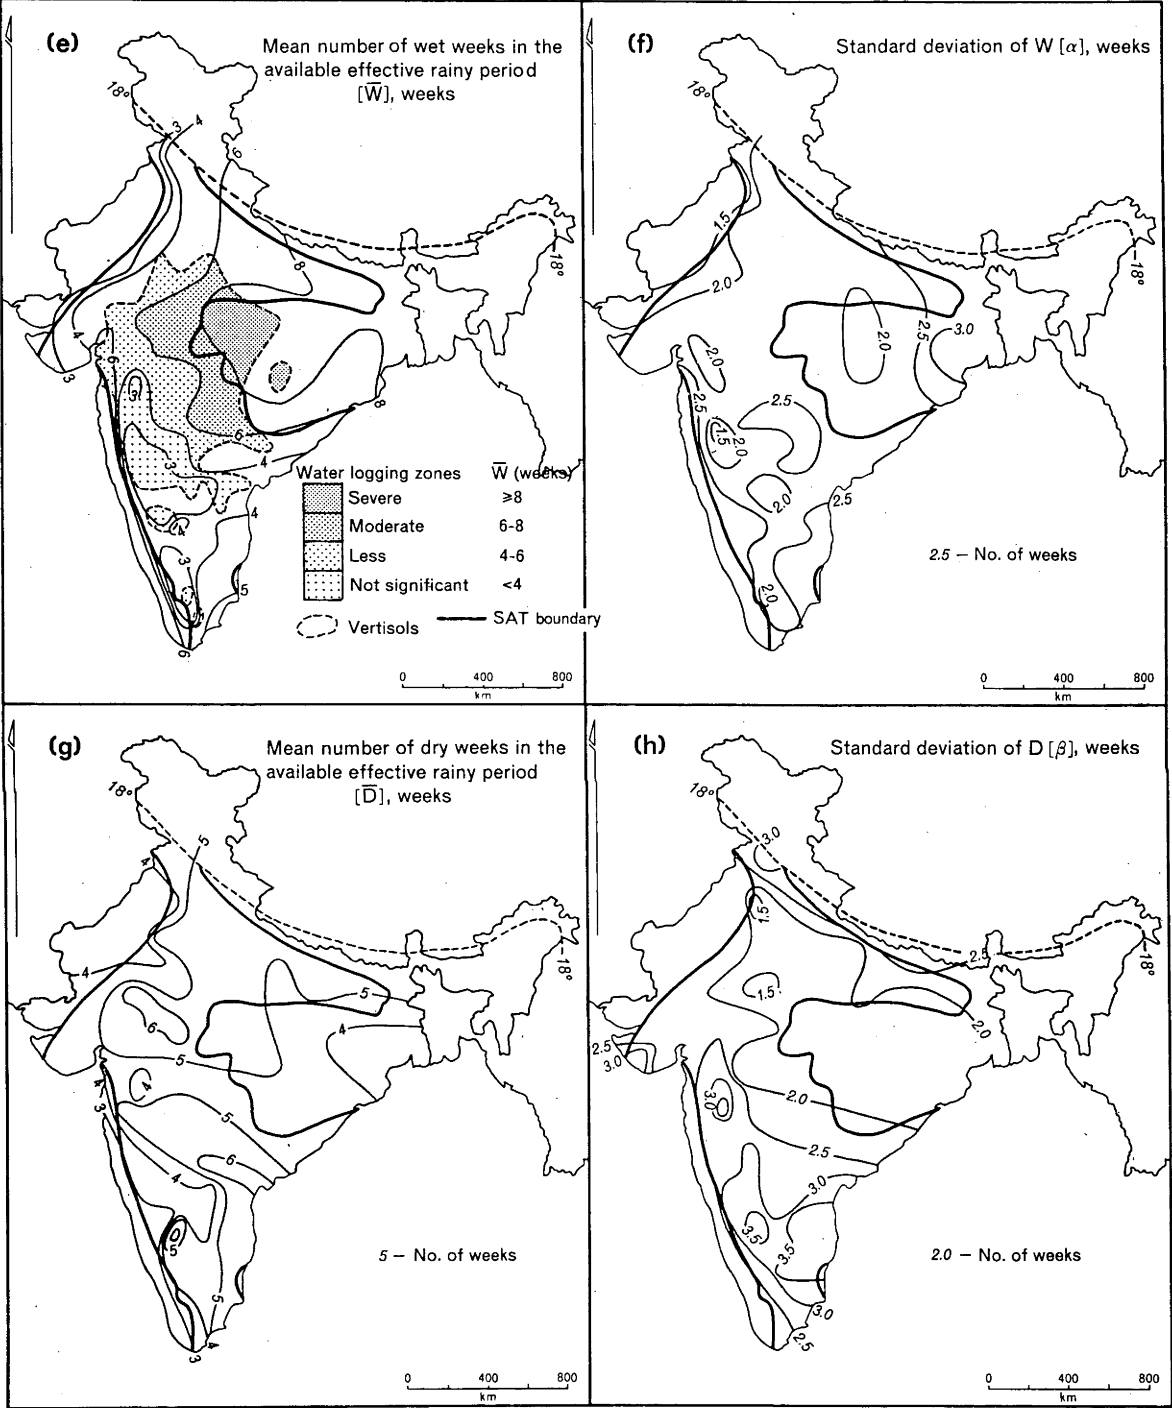 (e)
Mean number of wet weeks in the
available effective rainy period
[W̅], weeks
18°
3
4
6
8
18°
4
3
6
3
8
6
3
4
4
4
3
5
6
Water logging zones W̅ (weeks)
Severe ≥8
Moderate 6-8
Less 4-6
Not significant <4
Vertisols
SAT boundary
0 400 800
km
(f)
Standard deviation of W [α], weeks
18°
1.5
2.0
18°
2.0
2.5
3.0
2.0
2.5
2.5
1.5
2.0
2.0
2.5
2.0
2.5 — No. of weeks
0 400 800
km
(g)
Mean number of dry weeks in the
available effective rainy period
[D̅], weeks
18°
5
4
4
18°
5
6
4
5
4
4
3
5
6
4
5
5
4
3
5 — No. of weeks
0 400 800
km
(h)
Standard deviation of D [β], weeks
18°
3.0
1.5
2.5
18°
1.5
2.0
2.5
3.0
3.0
2.0
2.5
3.0
3.5
3.5
3.0
2.5
2.0 — No. of weeks
0 400 800
km